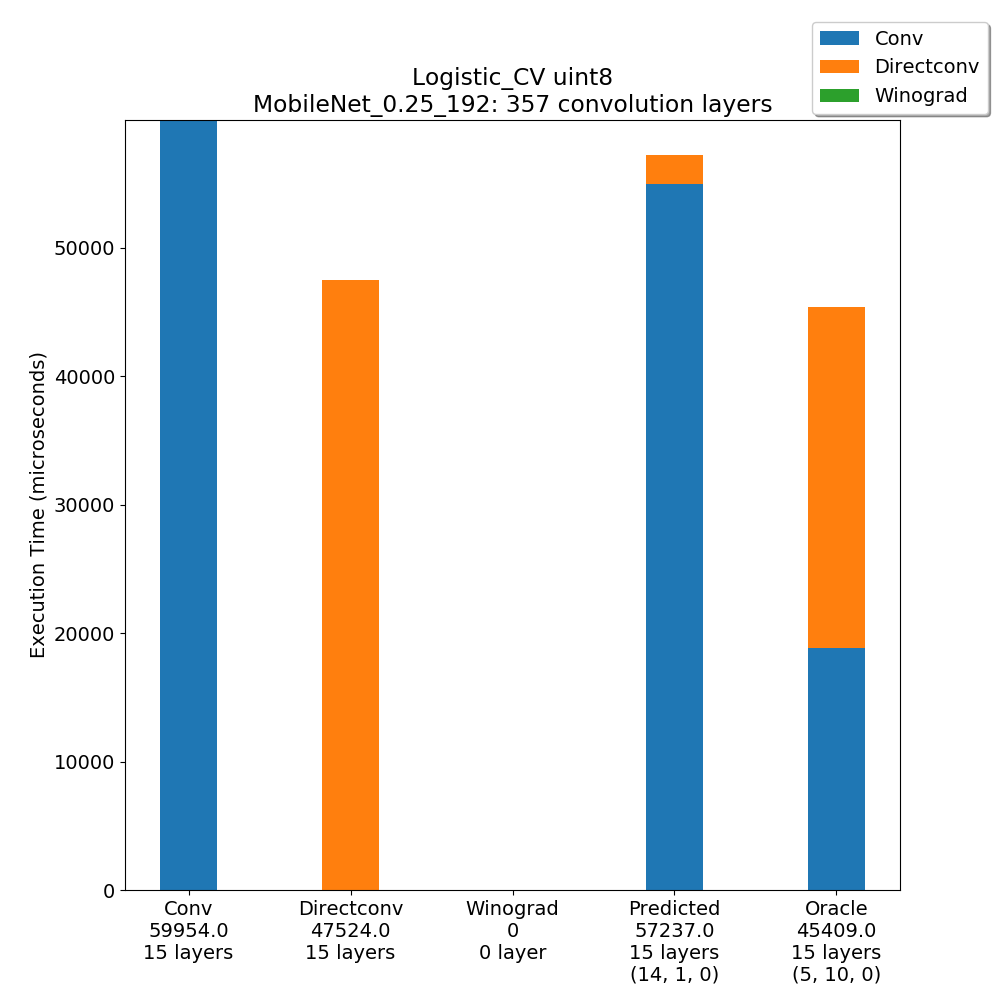 Conv
Directconv
Winograd
Logistic_CV uint8
MobileNet_0.25_192: 357 convolution layers
Execution Time (microseconds)
50000
40000
30000
20000
10000
0
Conv
59954.0
15 layers
Directconv
47524.0
15 layers
Winograd
0
0 layer
Predicted
57237.0
15 layers
(14, 1, 0)
Oracle
45409.0
15 layers
(5, 10, 0)